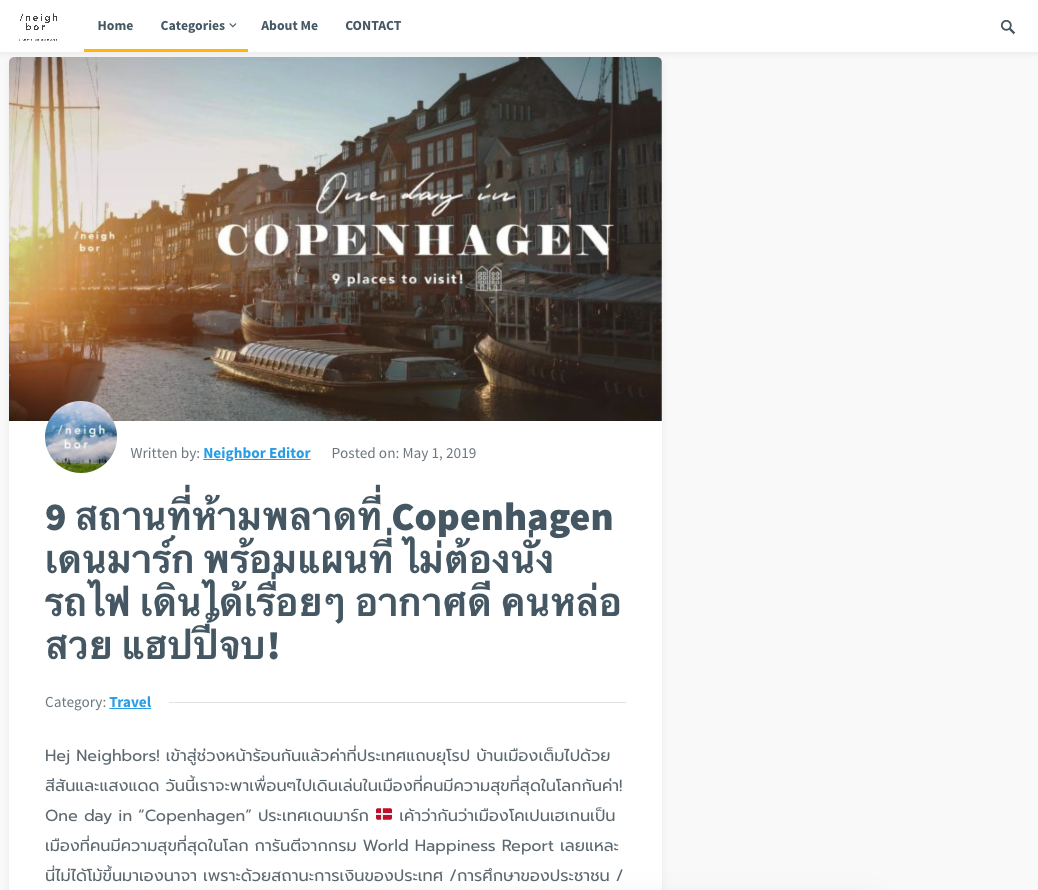 /neigh
bor
Home Categories About Me CONTACT
One day in
COPENHAGEN
/neigh
bor
9 places to visit!
/neigh
bor
Written by: Neighbor Editor Posted on: May 1, 2019
9 สถานที่ห้ามพลาดที่ Copenhagen
เดนมาร์ก พร้อมแผนที่ ไม่ต้องนั่ง
รถไฟ เดินได้เรื่อยๆ อากาศดี คนหล่อ
สวย แฮปปี้จบ!
Category: Travel
Hej Neighbors! เข้าสู่ช่วงหน้าร้อนกันแล้วค่าที่ประเทศแถบยุโรป บ้านเมืองเต็มไปด้วย
สีสันและแสงแดด วันนี้เราจะพาเพื่อนๆไปเดินเล่นในเมืองที่คนมีความสุขที่สุดในโลกกันค่า!
One day in “Copenhagen” ประเทศเดนมาร์ก 🇩🇰 เค้าว่ากันว่าเมืองโคเปนเฮเกนเป็น
เมืองที่คนมีความสุขที่สุดในโลก การันตีจากกรม World Happiness Report เลยแหละ
นี่ไม่ได้โม้ขึ้นมาเองนาจา เพราะด้วยสถานะการเงินของประเทศ /การศึกษาของประชาชน /